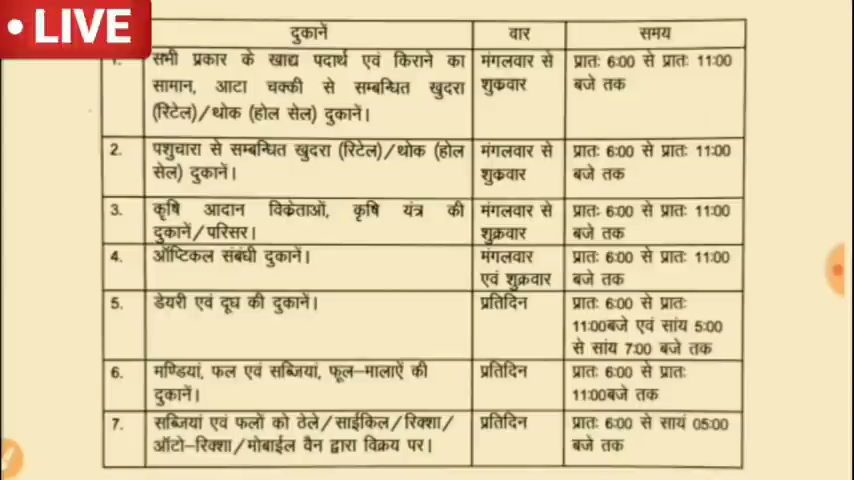 LIVE
दुकानें वार समय
1. सभी प्रकार के खाद्य पदार्थ एवं किराने का मंगलवार से प्रातः 6:00 से प्रातः 11:00
सामान, आटा चक्की से सम्बन्धित खुदरा शुक्रवार बजे तक
(रिटेल)/थोक (होल सेल) दुकानें।
2. पशुचारा से सम्बन्धित खुदरा (रिटेल)/थोक (होल मंगलवार से प्रातः 6:00 से प्रातः 11:00
सेल) दुकानें। शुक्रवार बजे तक
3. कृषि आदान विक्रेताओं, कृषि यंत्र की मंगलवार से प्रातः 6:00 से प्रातः 11:00
दुकानें/परिसर। शुक्रवार बजे तक
4. ऑप्टिकल संबंधी दुकानें। मंगलवार प्रातः 6:00 से प्रातः 11:00
एवं शुक्रवार बजे तक
5. डेयरी एवं दूध की दुकानें। प्रतिदिन प्रातः 6:00 से प्रातः
11:00बजे एवं सांय 5:00
से सांय 7:00 बजे तक
6. मण्डियां, फल एवं सब्जियां, फूल-मालाऐं की प्रतिदिन प्रातः 6:00 से प्रातः
दुकानें। 11:00बजे तक
7. सब्जियां एवं फलों को ठेले/साईकिल/रिक्शा/ प्रतिदिन प्रातः 6:00 से सायं 05:00
ऑटो-रिक्शा/मोबाईल वैन द्वारा विक्रय पर। बजे तक